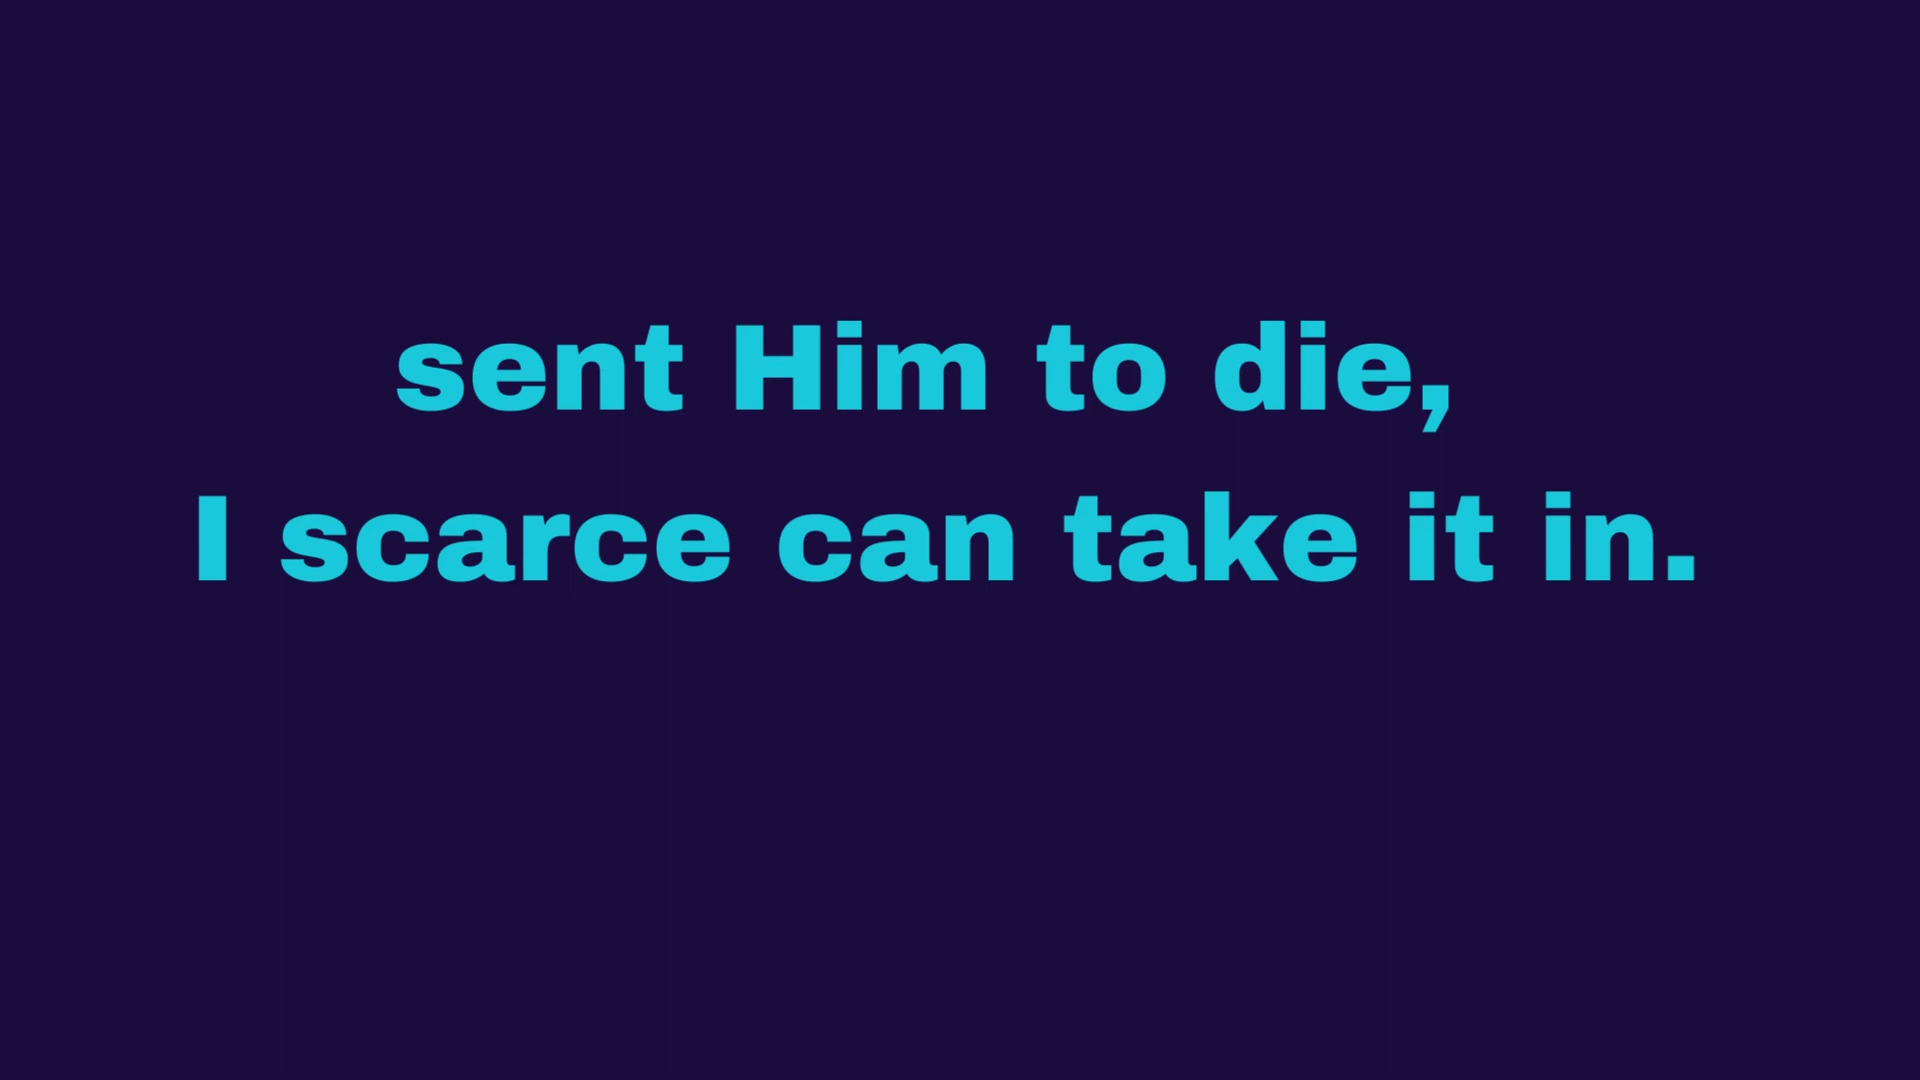 sent Him to die,
I scarce can take it in.